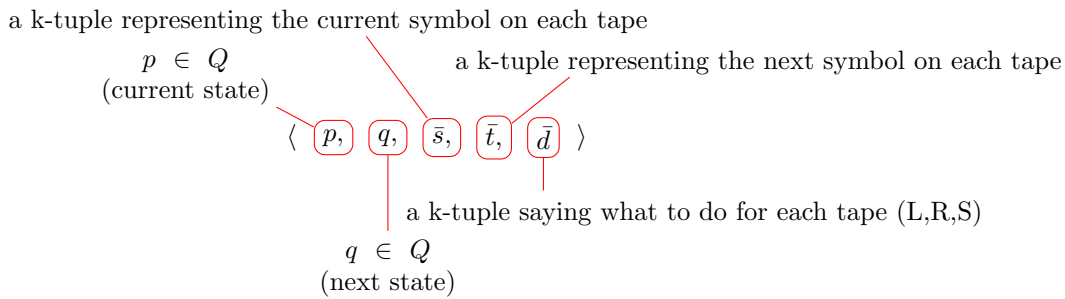 a k-tuple representing the current symbol on each tape
p ∈ Q
(current state)
a k-tuple representing the next symbol on each tape
⟨ p, q, s̄, t̄, d̄ ⟩
a k-tuple saying what to do for each tape (L,R,S)
q ∈ Q
(next state)